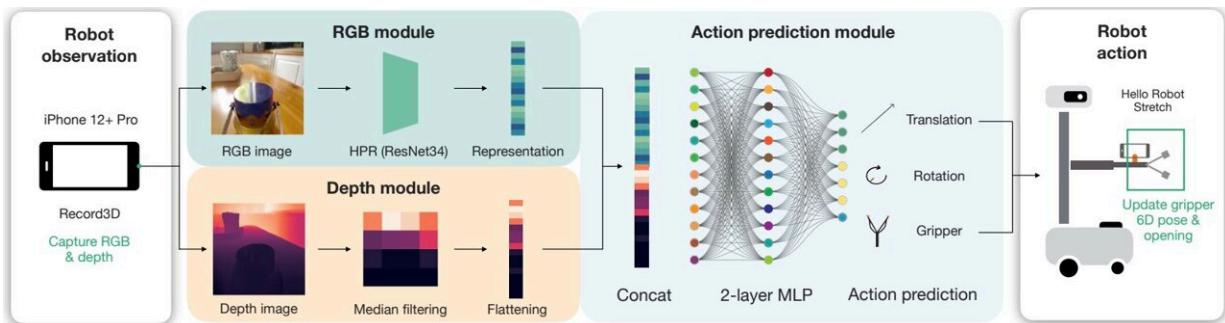 Robot
observation
iPhone 12+ Pro
Record3D
Capture RGB
& depth
RGB module
RGB image
HPR (ResNet34)
Representation
Depth module
Depth image
Median filtering
Flattening
Action prediction module
Concat
2-layer MLP
Translation
Rotation
Gripper
Action prediction
Robot
action
Hello Robot
Stretch
Update gripper
6D pose &
opening